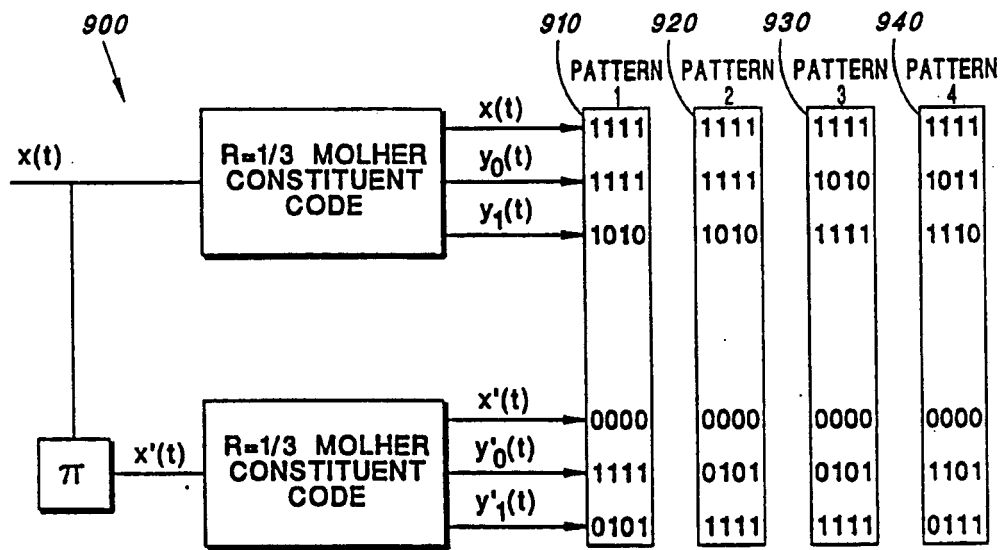 900 910 920 930 940
PATTERN 1 PATTERN 2 PATTERN 3 PATTERN 4
x(t)
R=1/3 MOLHER
CONSTITUENT
CODE
x(t) 1111 1111 1111 1111
y0(t) 1111 1111 1010 1011
y1(t) 1010 1010 1111 1110
π
x'(t)
R=1/3 MOLHER
CONSTITUENT
CODE
x'(t) 0000 0000 0000 0000
y'0(t) 1111 0101 0101 1101
y'1(t) 0101 1111 1111 0111